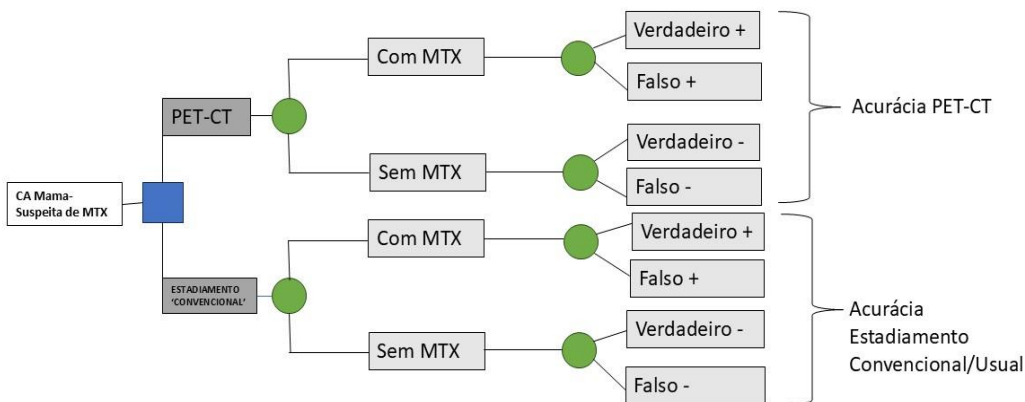 CA Mama-
Suspeita de MTX
PET-CT
Com MTX
Verdadeiro +
Falso +
Sem MTX
Verdadeiro -
Falso -
Acurácia PET-CT
ESTADIAMENTO
‘CONVENCIONAL’
Com MTX
Verdadeiro +
Falso +
Sem MTX
Verdadeiro -
Falso -
Acurácia
Estadiamento
Convencional/Usual